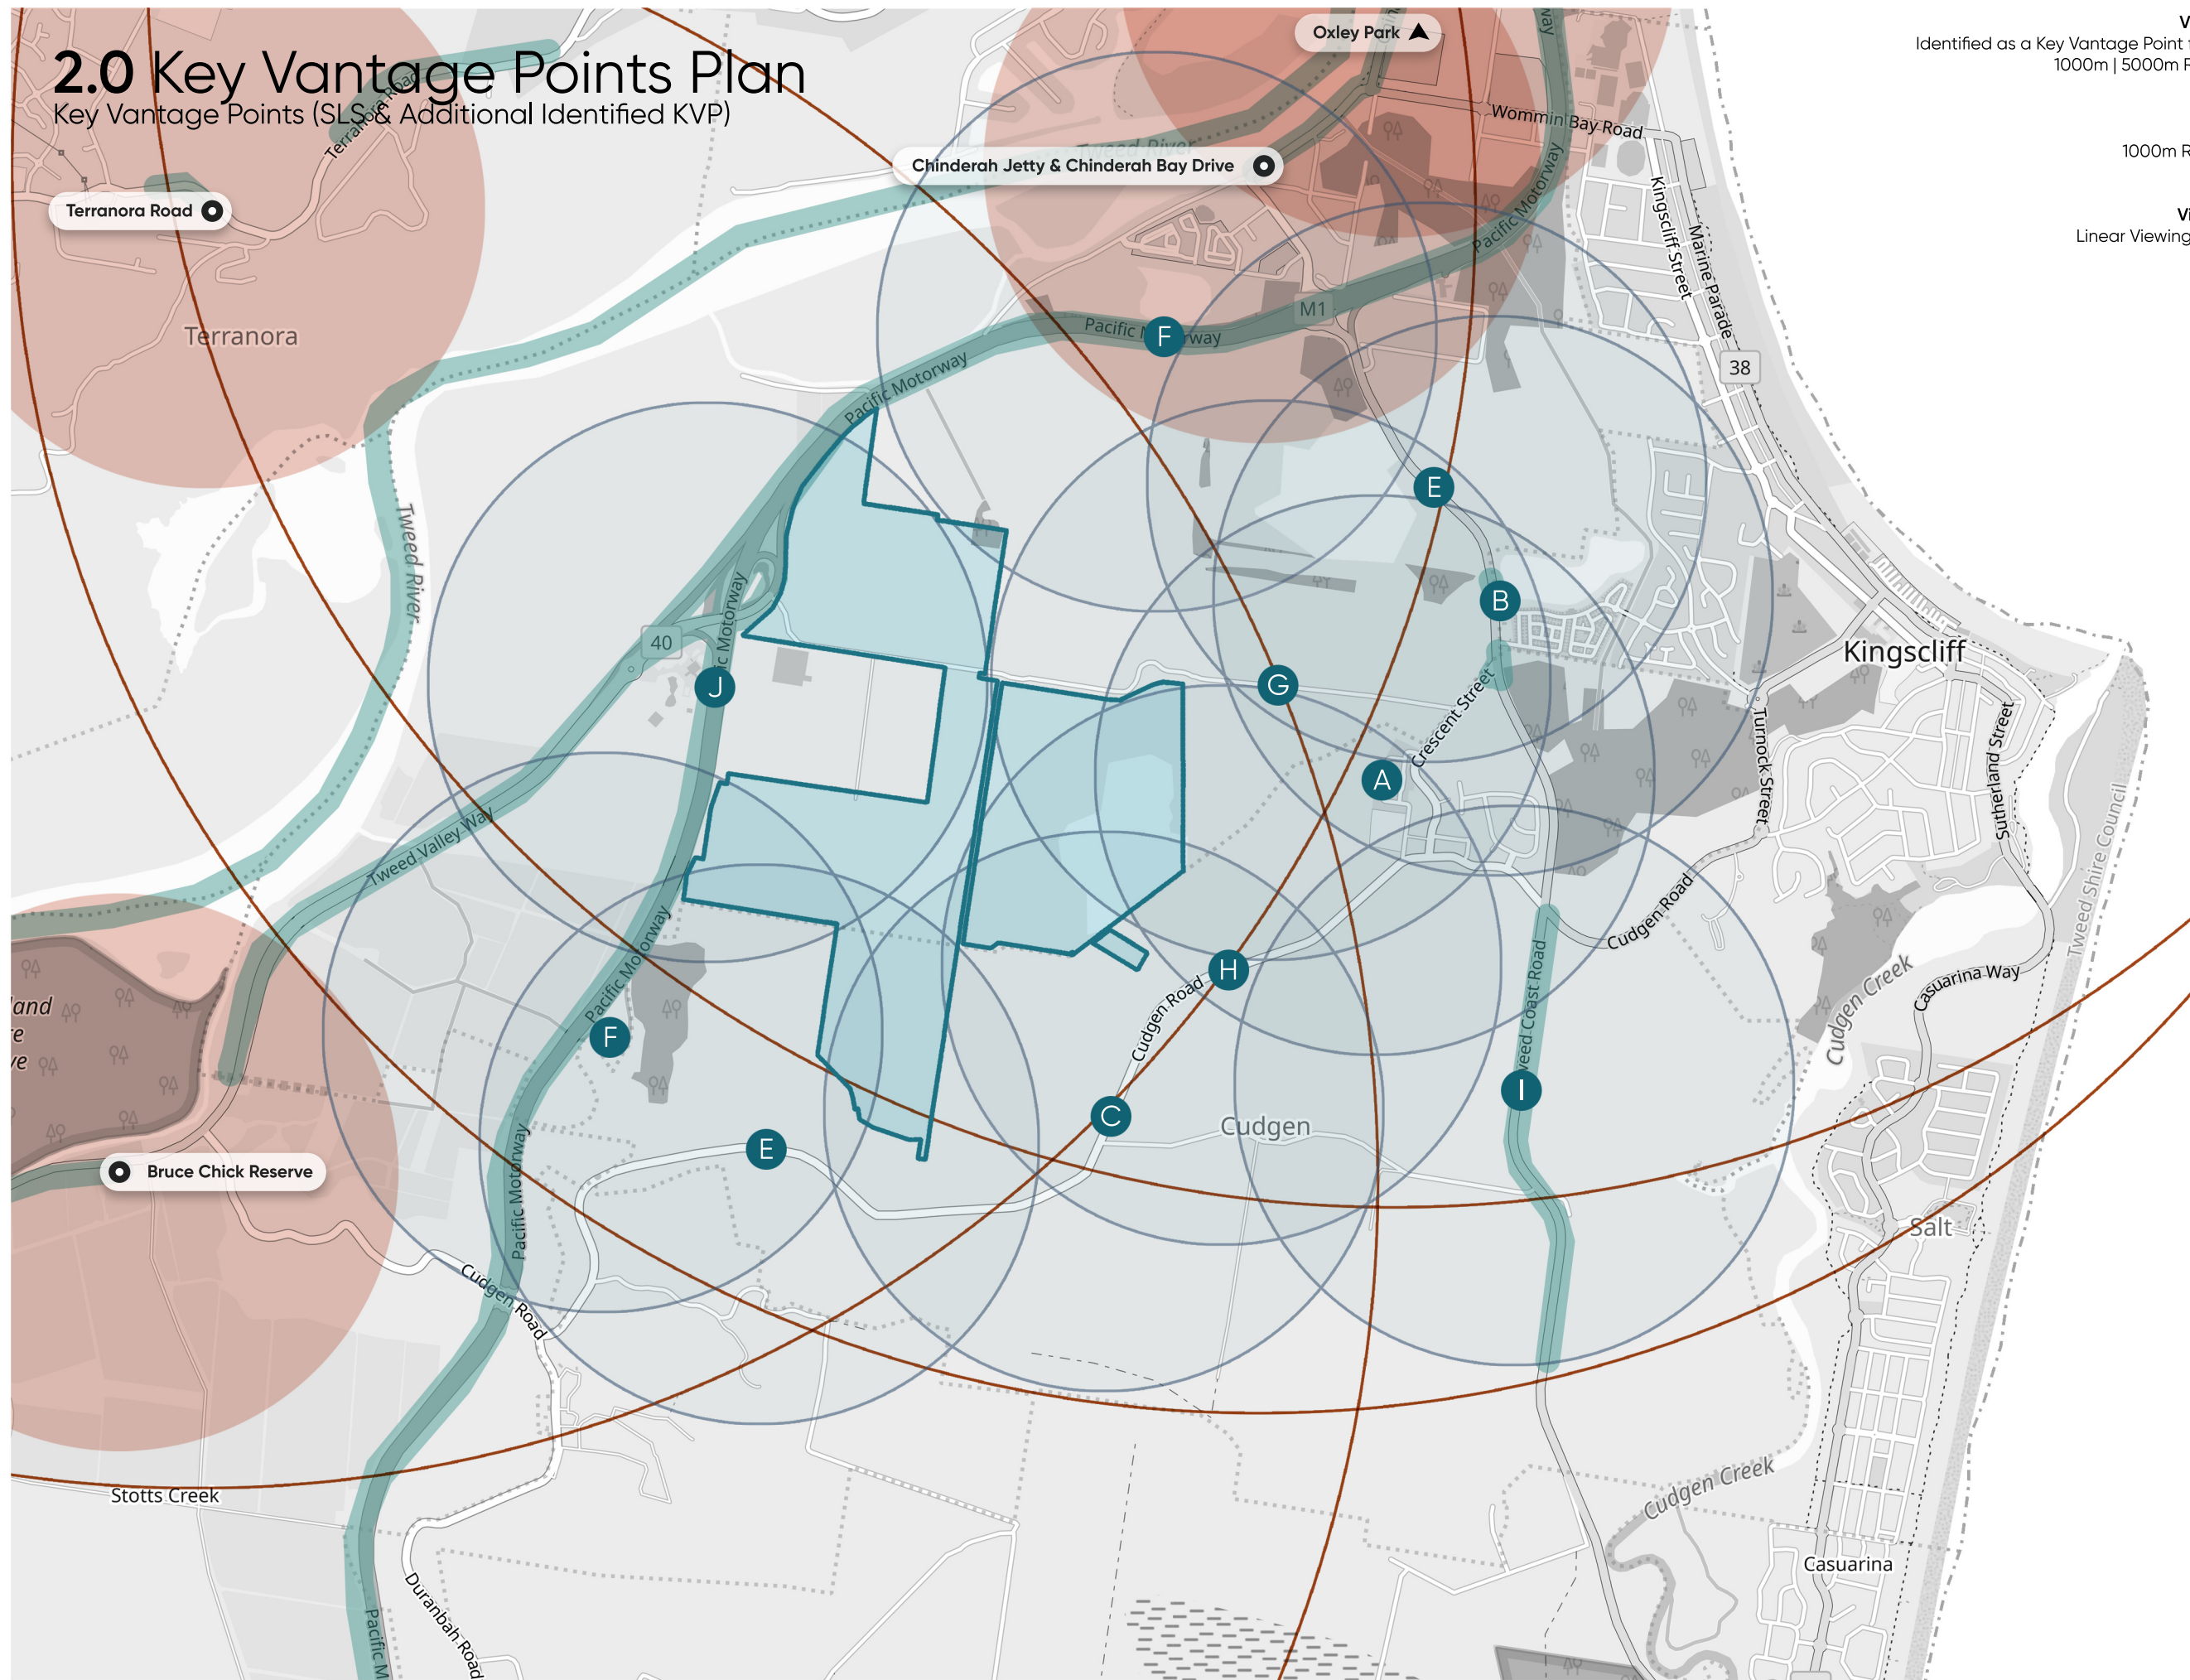 2.0 Key Vantage Points Plan
Key Vantage Points (SLS & Additional Identified KVP)
Identified as a Key Vantage Point
1000m | 5000m
1000m
Linear Viewing
Oxley Park
Terranora Road
Wommin Bay Road
Tweed River
Chinderah Jetty & Chinderah Bay Drive
Terranora Road
Pacific Motorway
Kingscliff Street
Marine Parade
M1
Terranora
Pacific
F
38
Pacific Motorway
E
Tweed River
B
40
Motorway
Kingscliff
J
G
Crescent Street
A
Turnock Street
Sutherland Street
Tweed Valley Way
Tweed Shire Council
Cudgen Road
Pacific Motorway
H
Cudgen Road
Casuarina Way
Cudgen Creek
Coast Road
F
I
C
Cudgen
E
Bruce Chick Reserve
Pacific Motorway
Salt
Cudgen Road
Stotts Creek
Cudgen Creek
Casuarina
Duranbah Road
Pacific